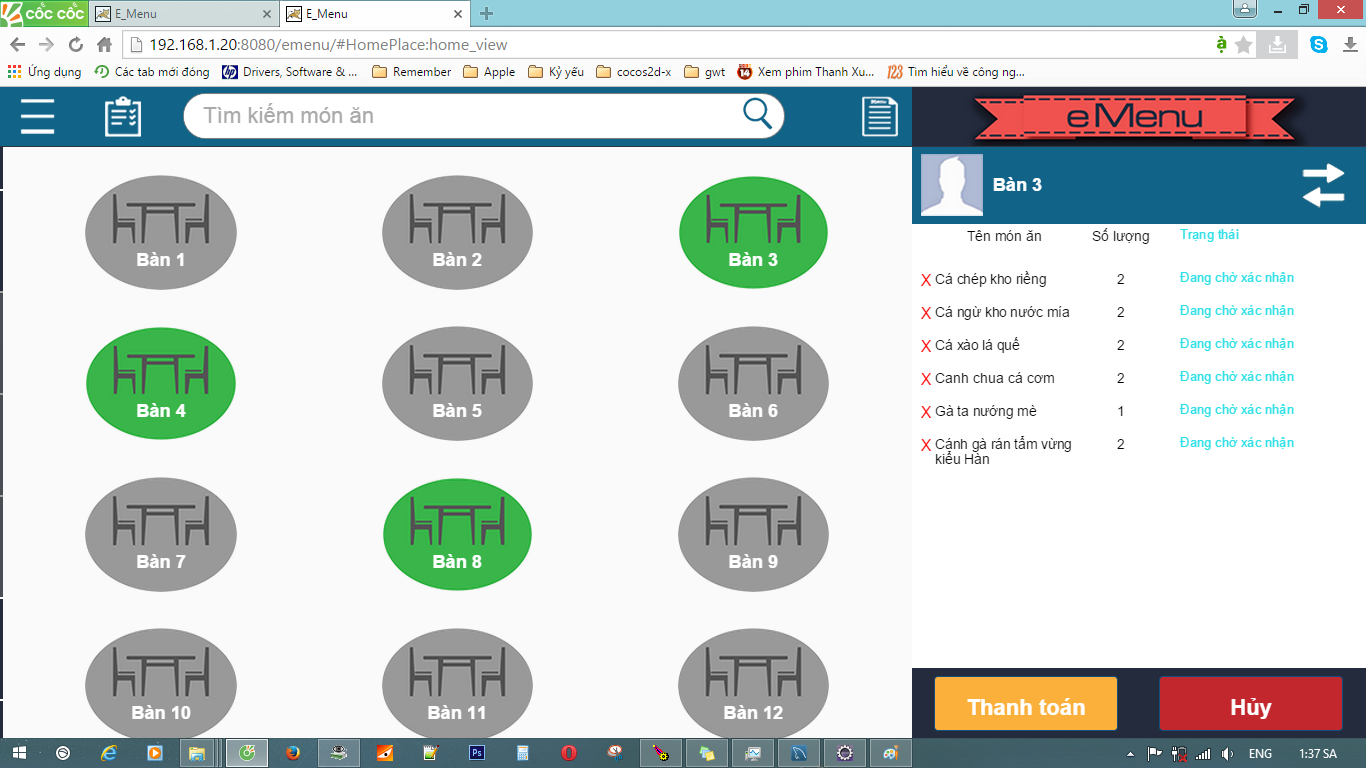 CỐC CỐC
E_Menu
E_Menu
192.168.1.20:8080/emenu/#HomePlace:home_view
Ứng dụng
Các tab mới đóng
Drivers, Software & ...
Remember
Apple
Kỷ yếu
cocos2d-x
gwt
Xem phim Thanh Xu...
Tìm hiểu về công ng...
Tìm kiếm món ăn
Menu
eMenu
Bàn 1
Bàn 2
Bàn 3
Bàn 4
Bàn 5
Bàn 6
Bàn 7
Bàn 8
Bàn 9
Bàn 10
Bàn 11
Bàn 12
Bàn 3
Tên món ăn Số lượng Trạng thái
X Cá chép kho riềng 2 Đang chờ xác nhận
X Cá ngừ kho nước mía 2 Đang chờ xác nhận
X Cá xào lá quế 2 Đang chờ xác nhận
X Canh chua cá cơm 2 Đang chờ xác nhận
X Gà ta nướng mè 1 Đang chờ xác nhận
X Cánh gà rán tẩm vừng 2 Đang chờ xác nhận
kiểu Hàn
Thanh toán
Hủy
Ps
ENG
1:37 SA